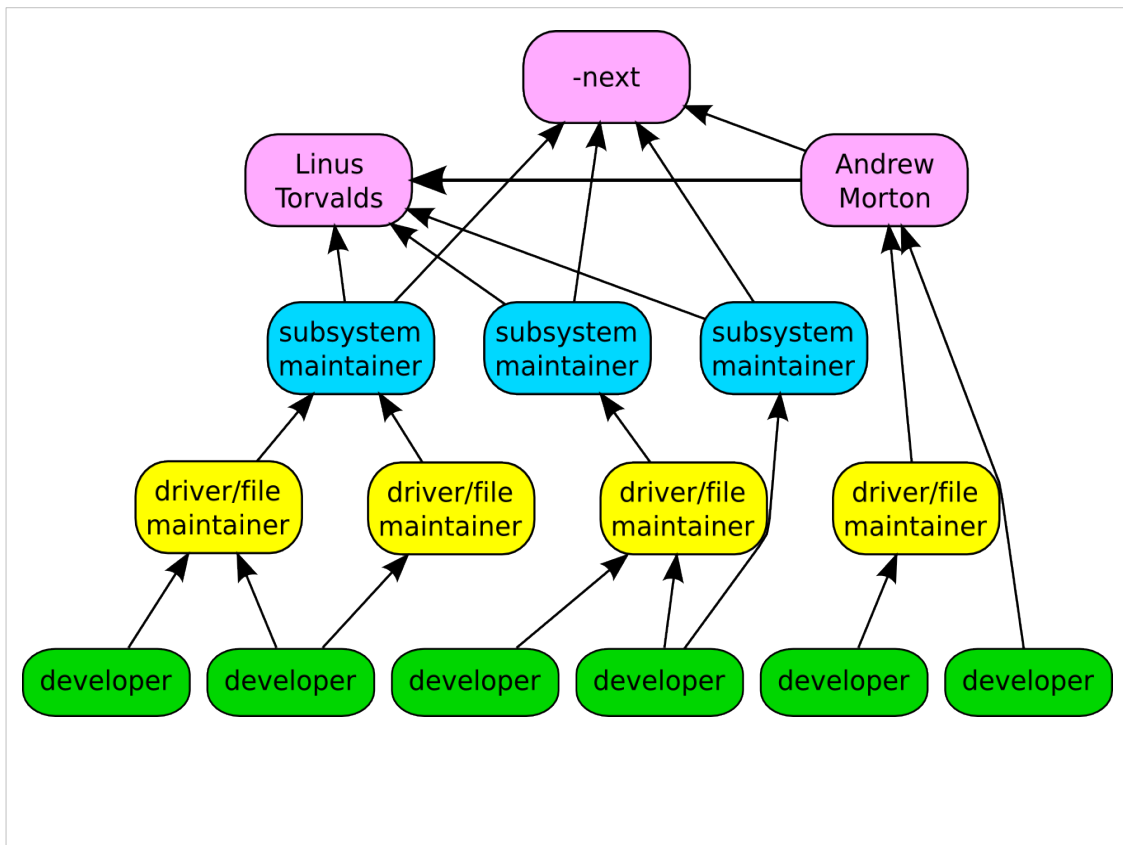 -next
Linus
Torvalds
Andrew
Morton
subsystem
maintainer
subsystem
maintainer
subsystem
maintainer
driver/file
maintainer
driver/file
maintainer
driver/file
maintainer
driver/file
maintainer
developer
developer
developer
developer
developer
developer